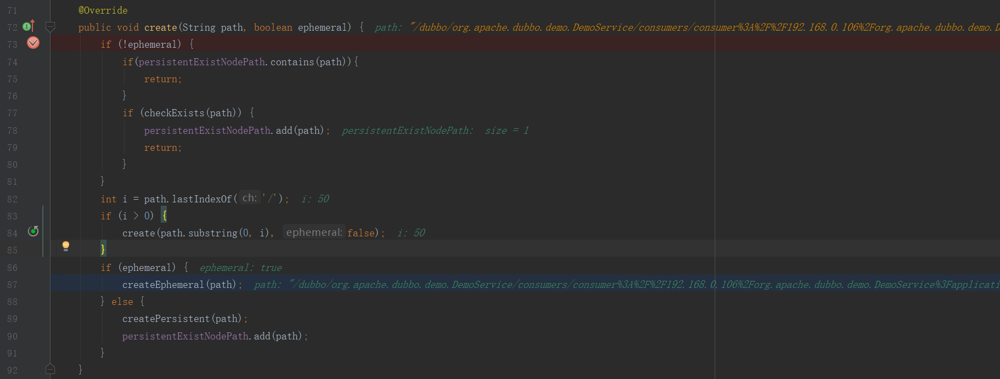 71 @Override
72 public void create(String path, boolean ephemeral) { path: "/dubbo/org.apache.dubbo.demo.DemoService/consumers/consumer%3A%2F%2F192.168.0.106%2Forg.apache.dubbo.demo.D
73 if (!ephemeral) {
74 if(persistentExistNodePath.contains(path)){
75 return;
76 }
77 if (checkExists(path)) {
78 persistentExistNodePath.add(path); persistentExistNodePath: size = 1
79 return;
80 }
81 }
82 int i = path.lastIndexOf( ch: '/'); i: 50
83 if (i > 0) {
84 create(path.substring(0, i), ephemeral: false); i: 50
85 }
86 if (ephemeral) { ephemeral: true
87 createEphemeral(path); path: "/dubbo/org.apache.dubbo.demo.DemoService/consumers/consumer%3A%2F%2F192.168.0.106%2Forg.apache.dubbo.demo.DemoService%3Fapplicati
88 } else {
89 createPersistent(path);
90 persistentExistNodePath.add(path);
91 }
92 }